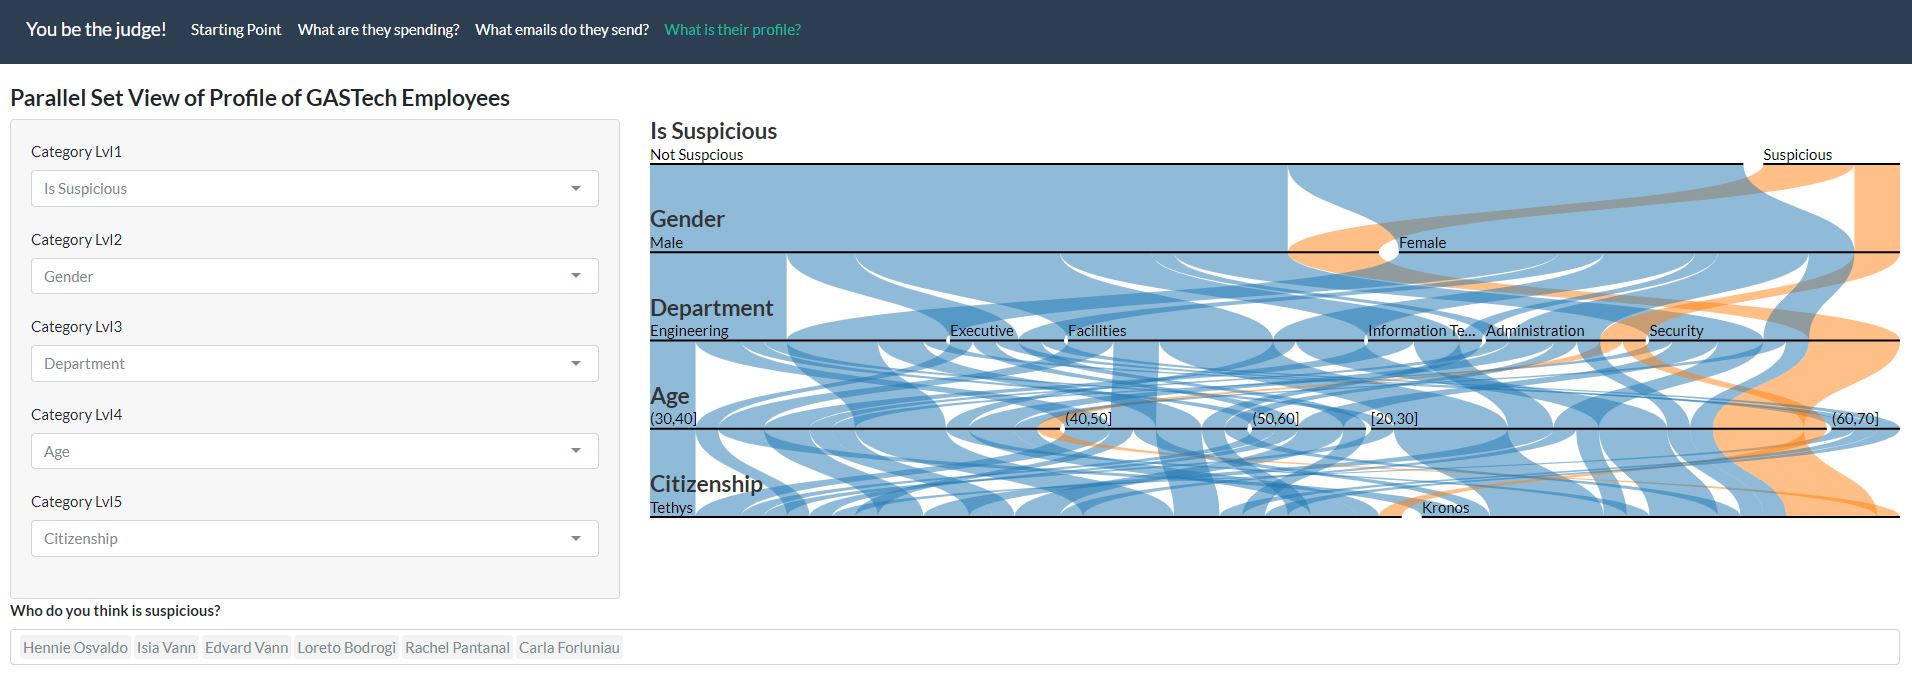 You be the judge! Starting Point What are they spending? What emails do they send? What is their profile?
Parallel Set View of Profile of GASTech Employees
Category Lvl1
Is Suspicious
Category Lvl2
Gender
Category Lvl3
Department
Category Lvl4
Age
Category Lvl5
Citizenship
Is Suspicious
Not Suspcious Suspicious
Gender
Male Female
Department
Engineering Executive Facilities Information Te... Administration Security
Age
(30,40] (40,50] (50,60] [20,30] (60,70]
Citizenship
Tethys Kronos
Who do you think is suspicious?
Hennie Osvaldo Isia Vann Edvard Vann Loreto Bodrogi Rachel Pantanal Carla Forluniau